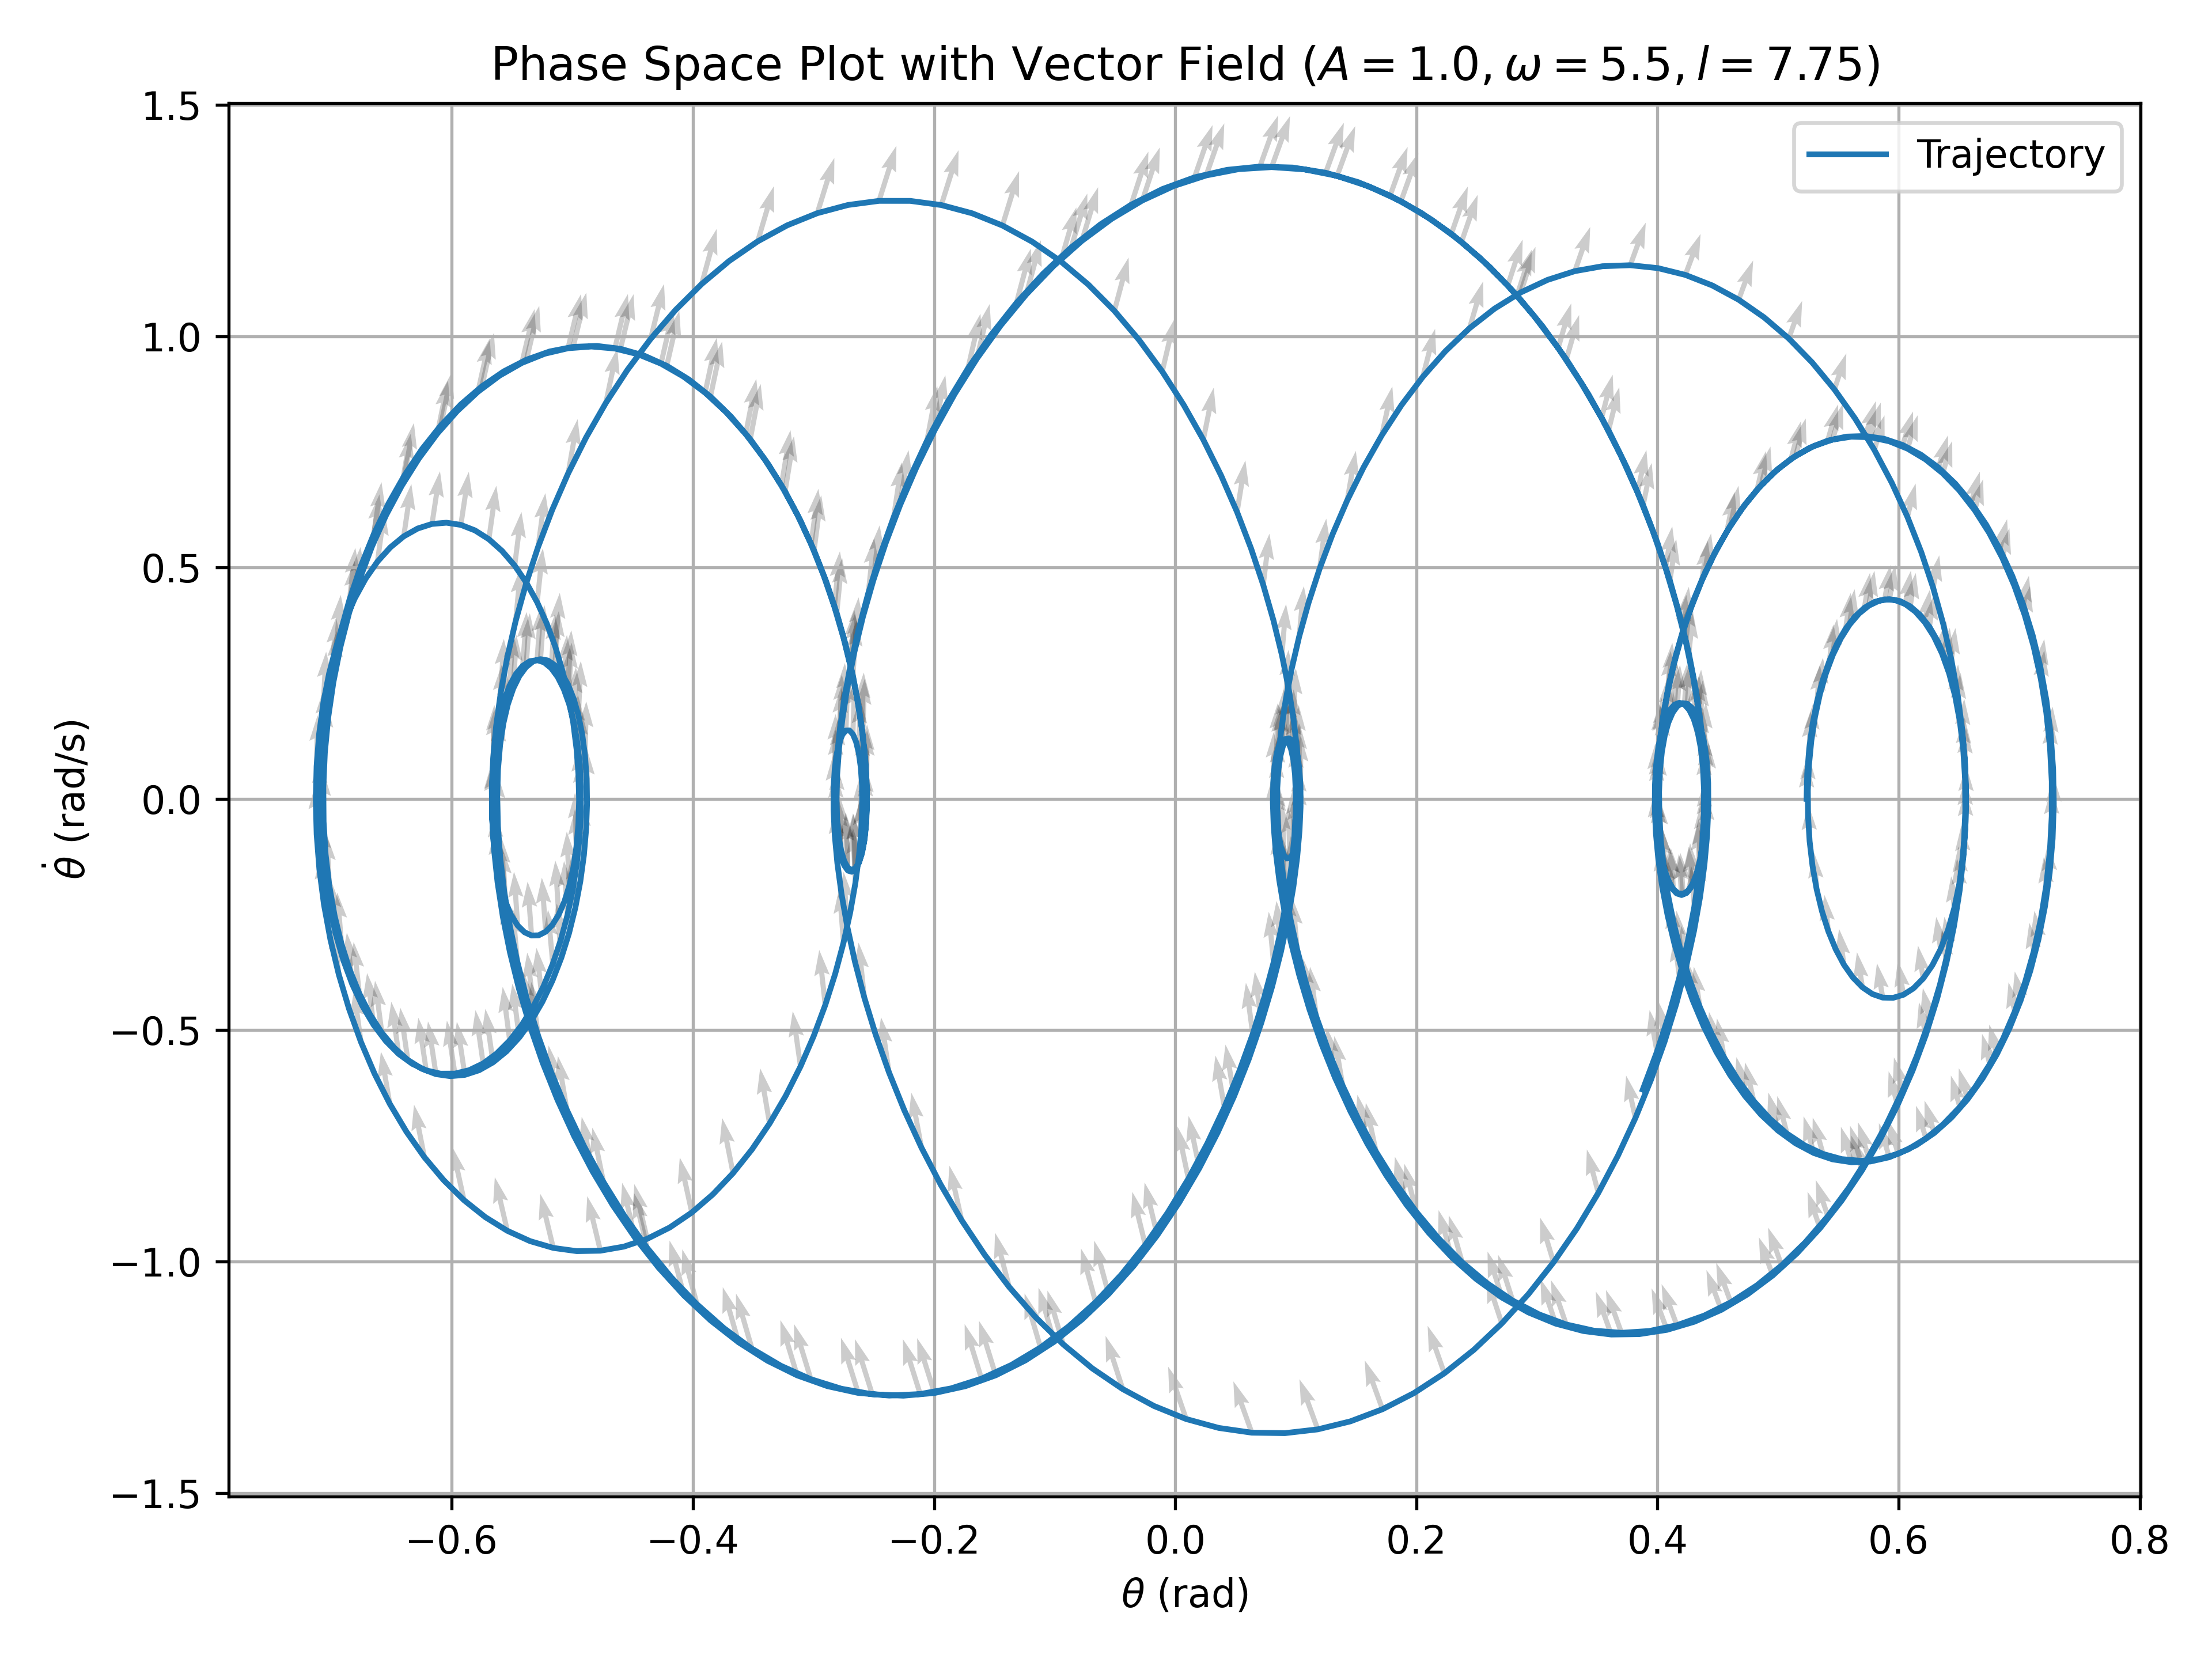 Phase Space Plot with Vector Field (A = 1.0, ω = 5.5, l = 7.75)
Trajectory
1.5
1.0
0.5
0.0
−0.5
−1.0
−1.5
θ̇ (rad/s)
−0.6 −0.4 −0.2 0.0 0.2 0.4 0.6 0.8
θ (rad)